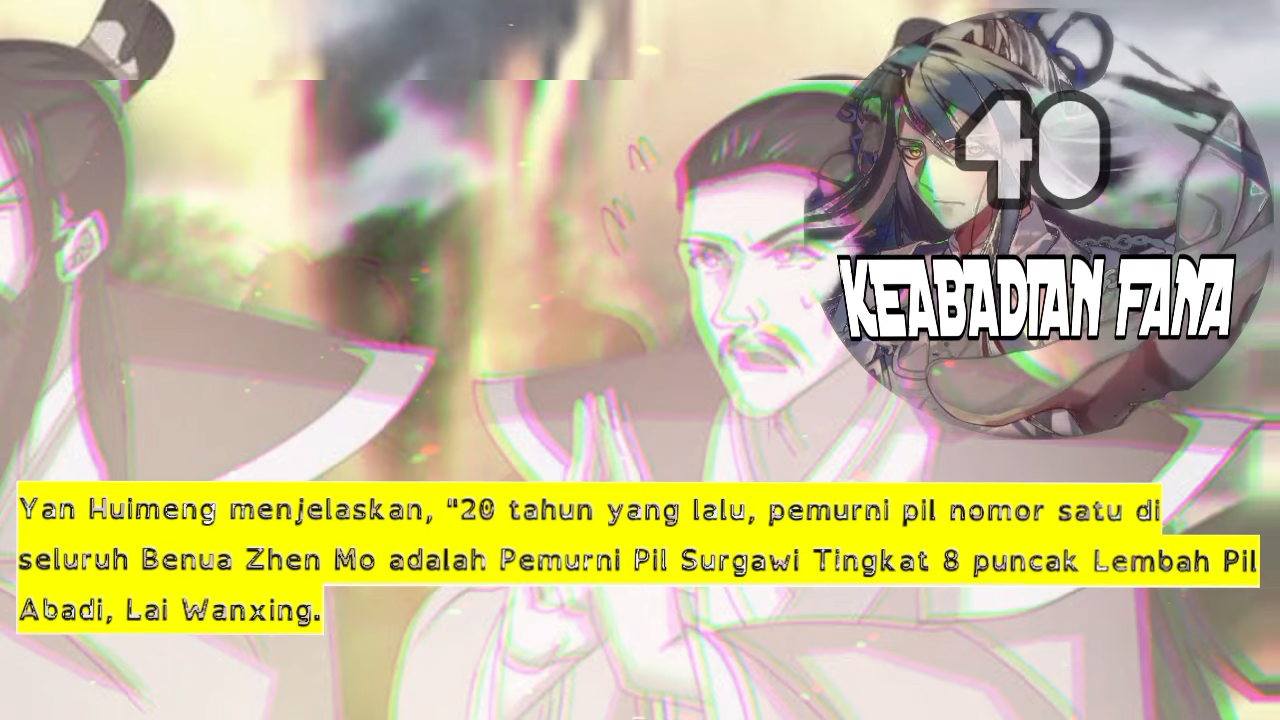 40
KEABADIAN FANA
Yan Huimeng menjelaskan, "20 tahun yang lalu, pemurni pil nomor satu di
seluruh Benua Zhen Mo adalah Pemurni Pil Surgawi Tingkat 8 puncak Lembah Pil
Abadi, Lai Wanxing.